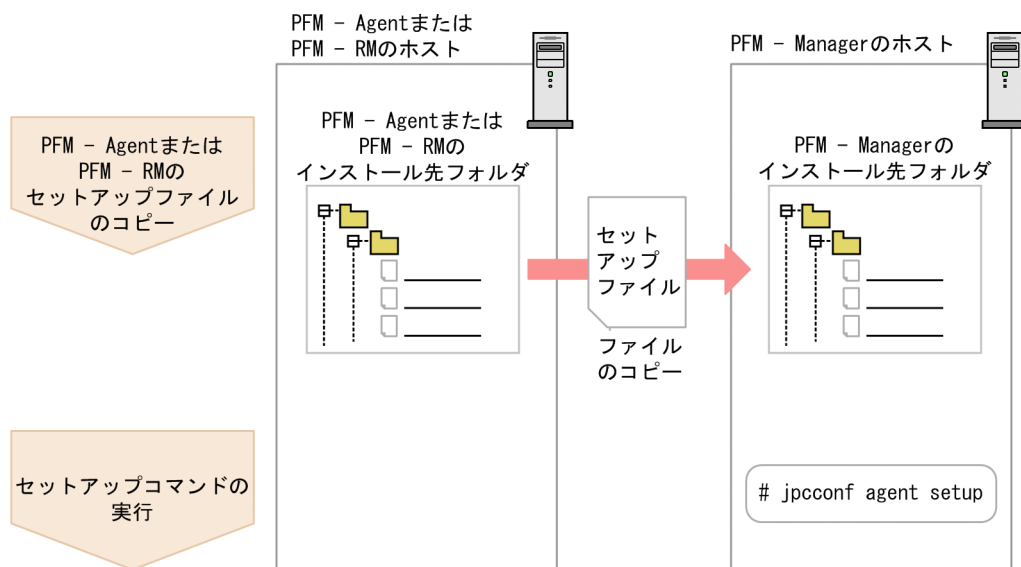 PFM - Agentまたは
PFM - RMのホスト
PFM - Managerのホスト
PFM - Agentまたは
PFM - RMの
セットアップファイル
のコピー
PFM - Agentまたは
PFM - RMの
インストール先フォルダ
セット
アップ
ファイル
ファイル
のコピー
PFM - Managerの
インストール先フォルダ
セットアップコマンドの
実行
# jpcconf agent setup